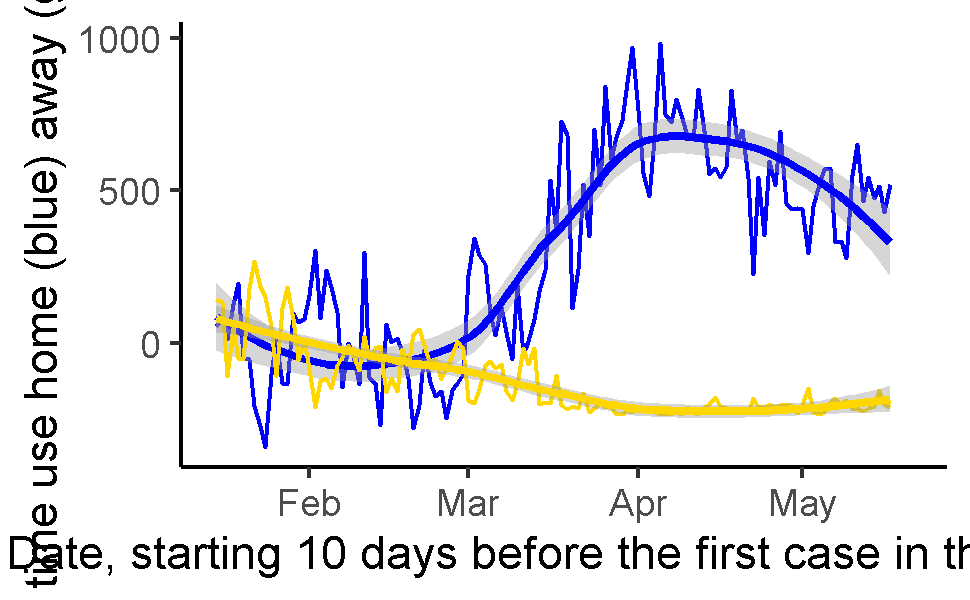 time use home (blue) away (
1000
500
0
Feb Mar Apr May
Date, starting 10 days before the first case in th